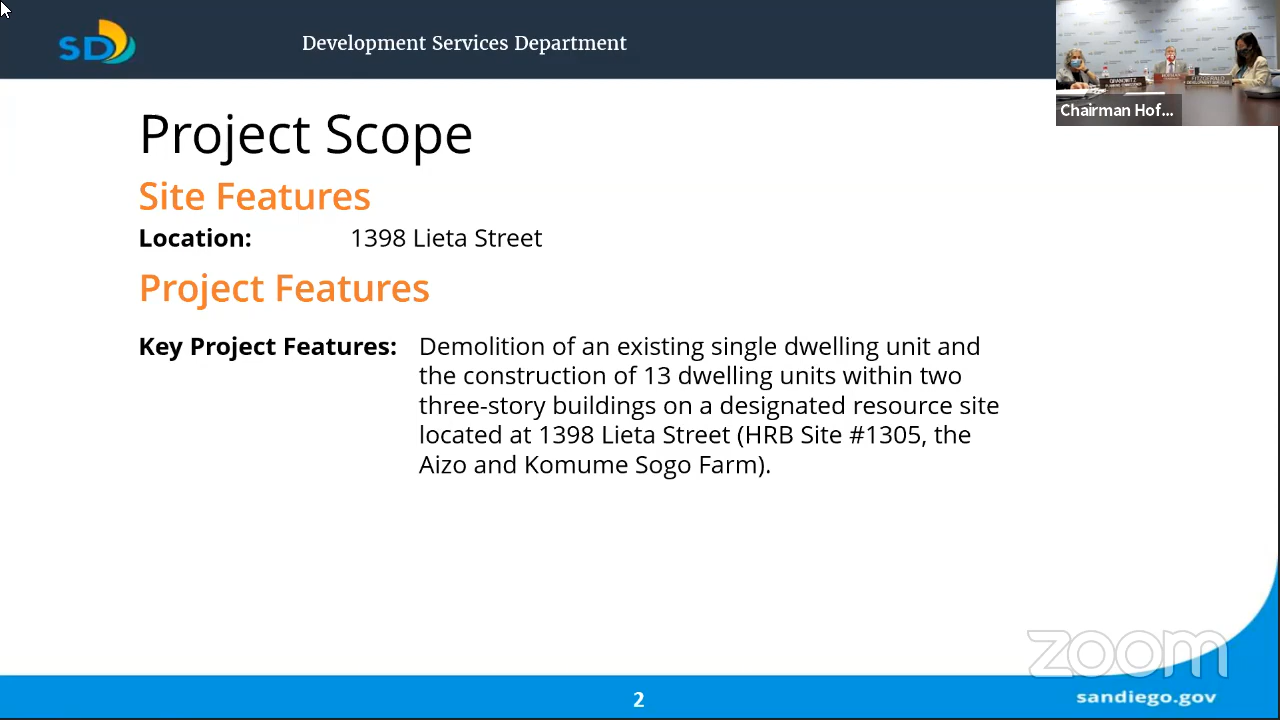 SD
Development Services Department
Chairman Hof...
Project Scope
Site Features
Location: 1398 Lieta Street
Project Features
Key Project Features: Demolition of an existing single dwelling unit and
the construction of 13 dwelling units within two
three-story buildings on a designated resource site
located at 1398 Lieta Street (HRB Site #1305, the
Aizo and Komume Sogo Farm).
zoom
2
sandiego.gov